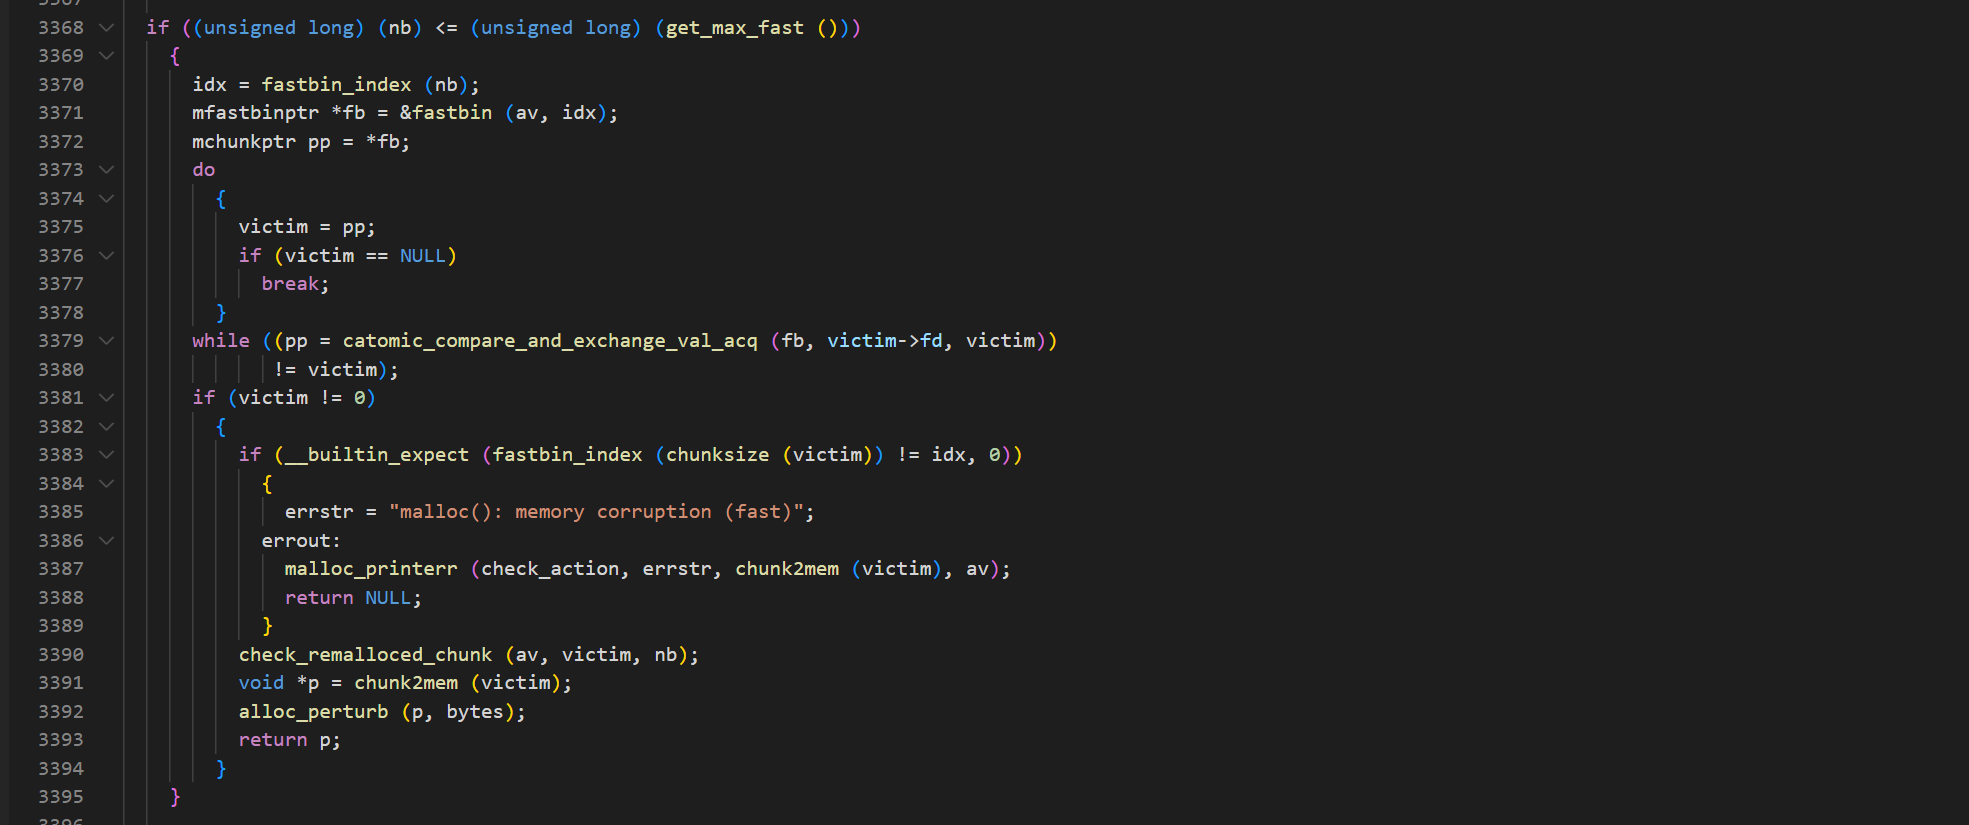 3367
3368 if ((unsigned long) (nb) <= (unsigned long) (get_max_fast ()))
3369 {
3370 idx = fastbin_index (nb);
3371 mfastbinptr *fb = &fastbin (av, idx);
3372 mchunkptr pp = *fb;
3373 do
3374 {
3375 victim = pp;
3376 if (victim == NULL)
3377 break;
3378 }
3379 while ((pp = catomic_compare_and_exchange_val_acq (fb, victim->fd, victim))
3380 != victim);
3381 if (victim != 0)
3382 {
3383 if (__builtin_expect (fastbin_index (chunksize (victim)) != idx, 0))
3384 {
3385 errstr = "malloc(): memory corruption (fast)";
3386 errout:
3387 malloc_printerr (check_action, errstr, chunk2mem (victim), av);
3388 return NULL;
3389 }
3390 check_remalloced_chunk (av, victim, nb);
3391 void *p = chunk2mem (victim);
3392 alloc_perturb (p, bytes);
3393 return p;
3394 }
3395 }
3396